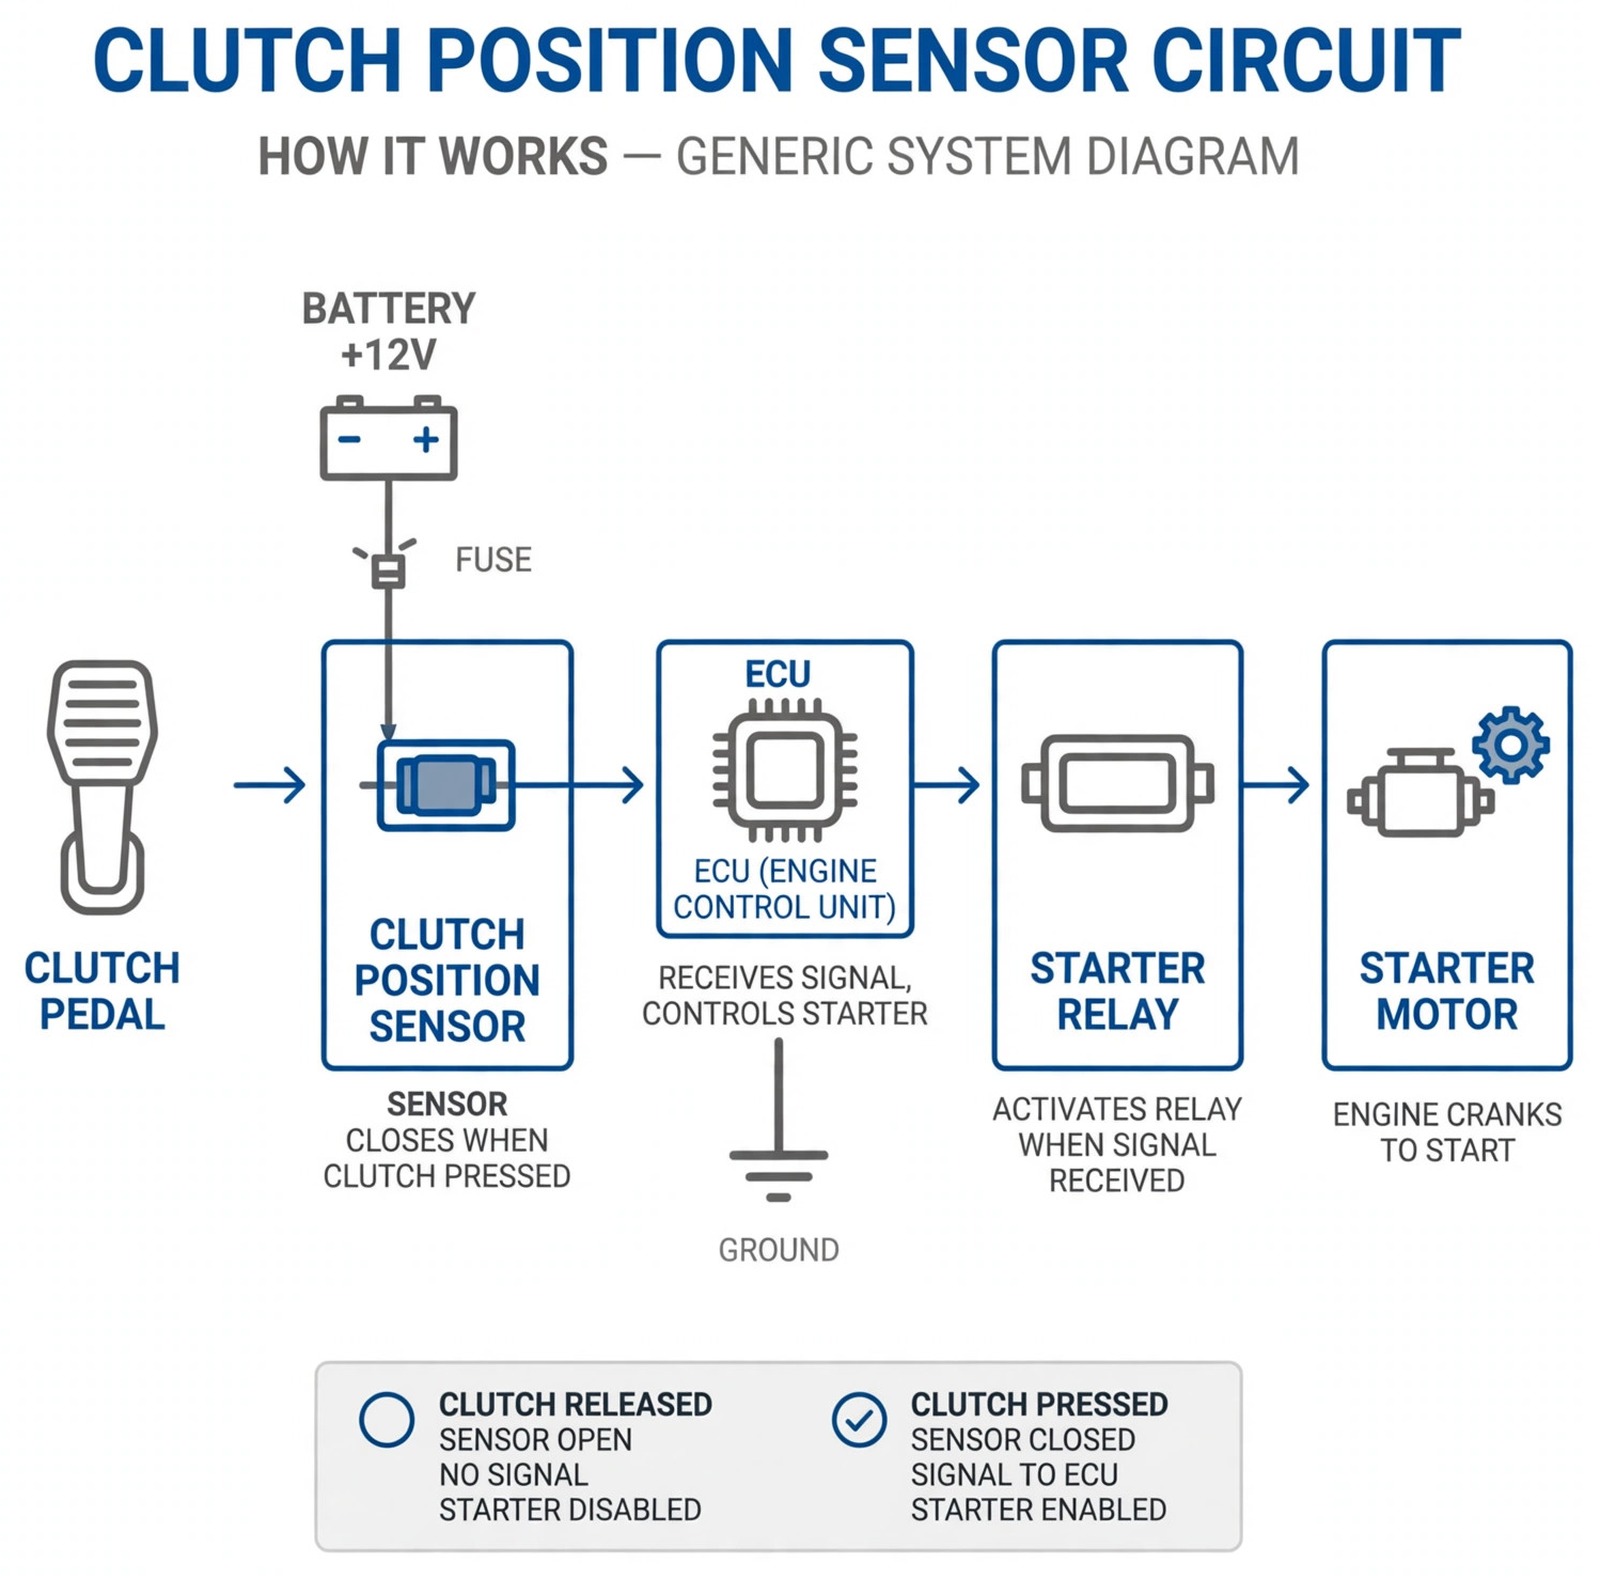 CLUTCH POSITION SENSOR CIRCUIT
HOW IT WORKS — GENERIC SYSTEM DIAGRAM
BATTERY
+12V
- +
FUSE
CLUTCH
PEDAL
CLUTCH
POSITION
SENSOR
SENSOR
CLOSES WHEN
CLUTCH PRESSED
ECU
ECU (ENGINE
CONTROL UNIT)
RECEIVES SIGNAL,
CONTROLS STARTER
GROUND
STARTER
RELAY
ACTIVATES RELAY
WHEN SIGNAL
RECEIVED
STARTER
MOTOR
ENGINE CRANKS
TO START
CLUTCH RELEASED
SENSOR OPEN
NO SIGNAL
STARTER DISABLED
CLUTCH PRESSED
SENSOR CLOSED
SIGNAL TO ECU
STARTER ENABLED